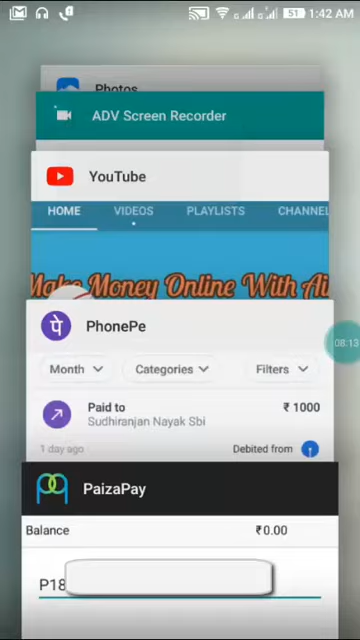 51 1:42 AM
Photos
ADV Screen Recorder
YouTube
HOME VIDEOS PLAYLISTS CHANNEL
Make Money Online With
पे PhonePe
08:13
Month Categories Filters
Paid to ₹ 1000
Sudhiranjan Nayak Sbi
1 day ago Debited from
PaizaPay
Balance ₹0.00
P18